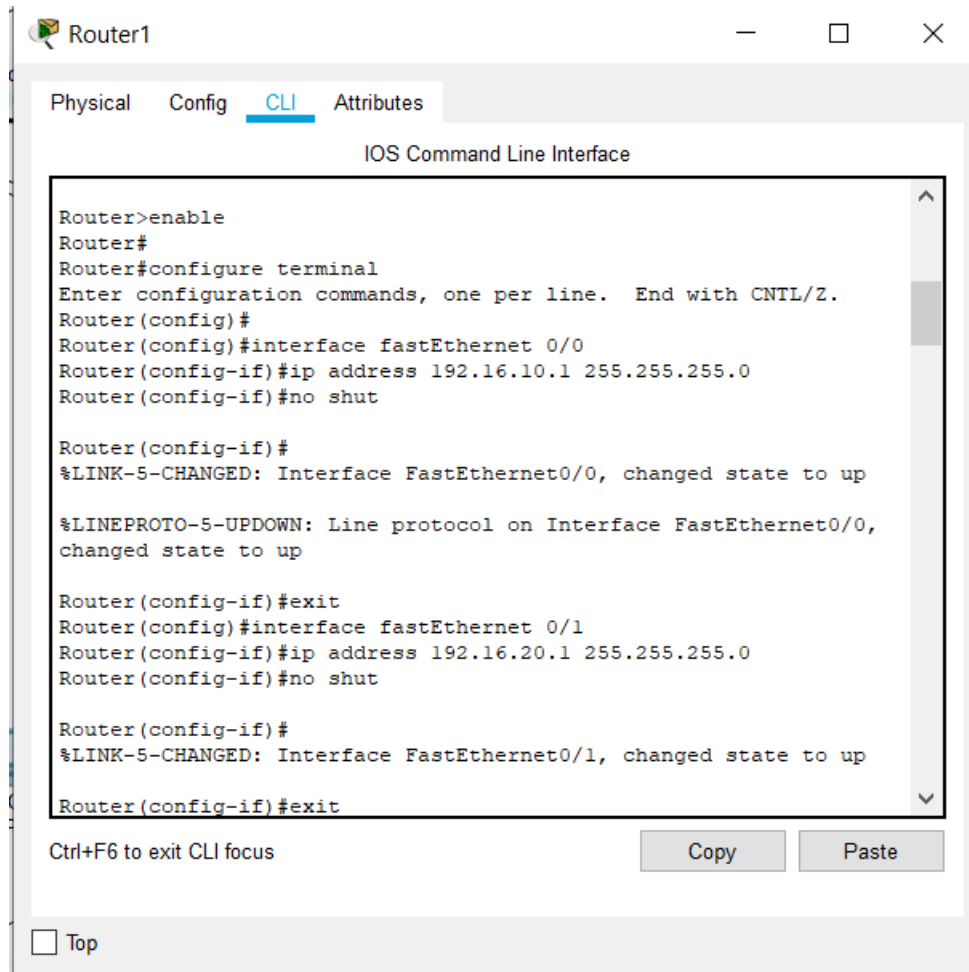 Router1
Physical Config CLI Attributes
IOS Command Line Interface
Router>enable
Router#
Router#configure terminal
Enter configuration commands, one per line.  End with CNTL/Z.
Router(config)#
Router(config)#interface fastEthernet 0/0
Router(config-if)#ip address 192.16.10.1 255.255.255.0
Router(config-if)#no shut
Router(config-if)#
%LINK-5-CHANGED: Interface FastEthernet0/0, changed state to up
%LINEPROTO-5-UPDOWN: Line protocol on Interface FastEthernet0/0,
changed state to up
Router(config-if)#exit
Router(config)#interface fastEthernet 0/1
Router(config-if)#ip address 192.16.20.1 255.255.255.0
Router(config-if)#no shut
Router(config-if)#
%LINK-5-CHANGED: Interface FastEthernet0/1, changed state to up
Router(config-if)#exit
Ctrl+F6 to exit CLI focus
Copy Paste
Top